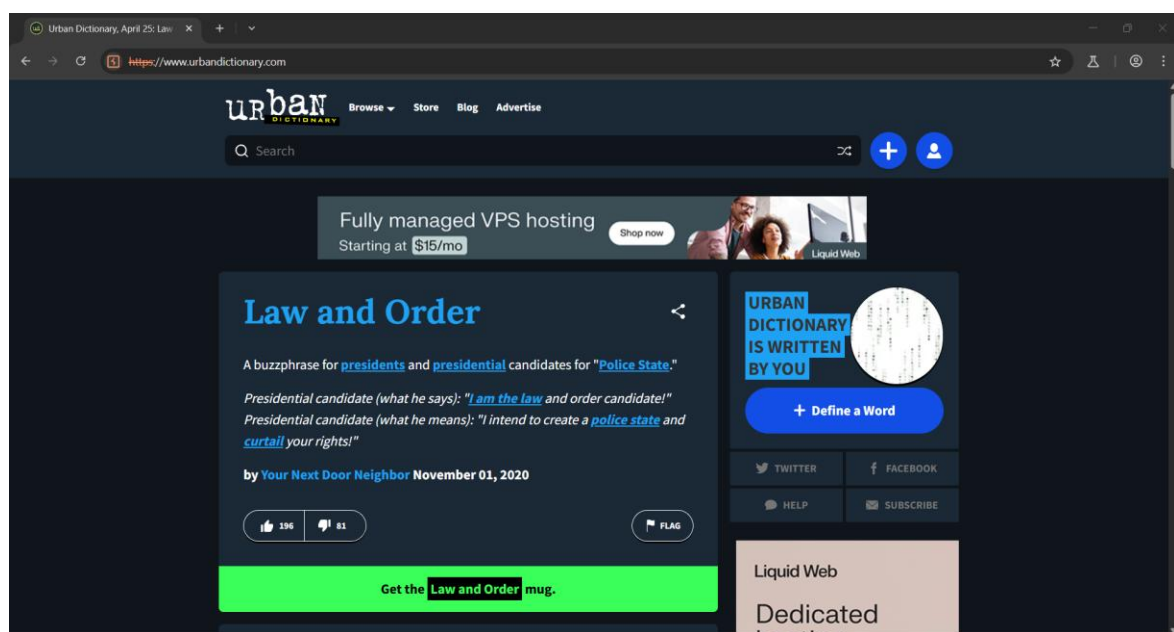 Urban Dictionary, April 25: Law
https://www.urbandictionary.com
URBAN
DICTIONARY
Browse Store Blog Advertise
Search
Fully managed VPS hosting
Starting at $15/mo
Shop now
Liquid Web
Law and Order
A buzzphrase for presidents and presidential candidates for "Police State."
Presidential candidate (what he says): "I am the law and order candidate!"
Presidential candidate (what he means): "I intend to create a police state and
curtail your rights!"
by Your Next Door Neighbor November 01, 2020
196 81
FLAG
Get the Law and Order mug.
URBAN
DICTIONARY
IS WRITTEN
BY YOU
+ Define a Word
TWITTER FACEBOOK
HELP SUBSCRIBE
Liquid Web
Dedicated